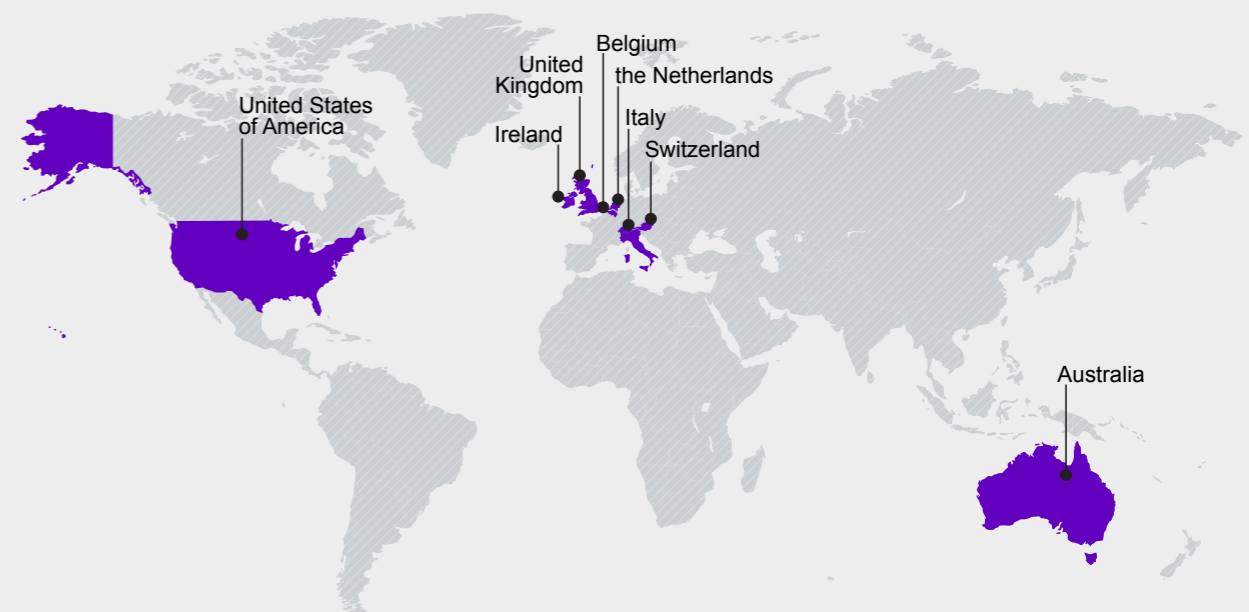 Belgium
United
Kingdom
the Netherlands
United States
of America
Italy
Ireland
Switzerland
Australia